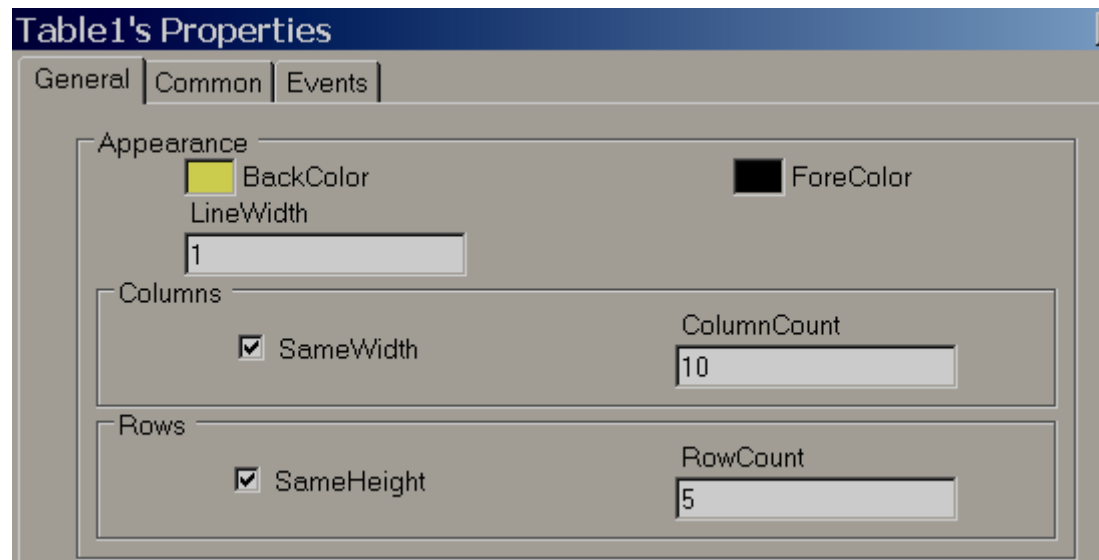 Table1's Properties
General Common Events
Appearance
BackColor ForeColor
LineWidth
1
Columns
SameWidth
ColumnCount
10
Rows
SameHeight
RowCount
5